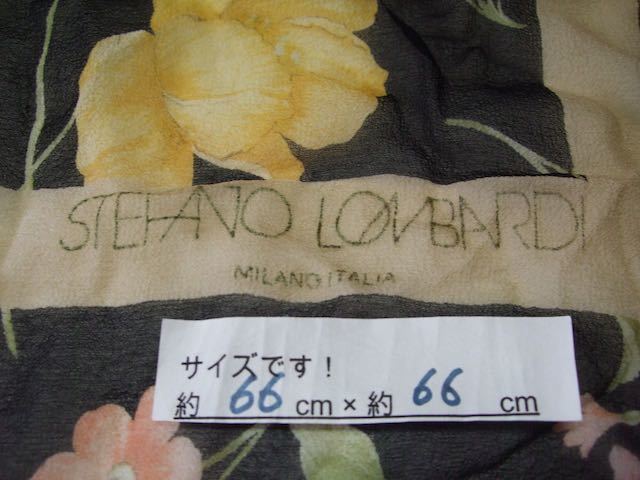 STEFANO LOMBARDI
MILANO ITALIA
サイズです！
約 66 cm × 約 66 cm